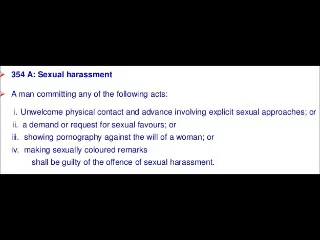 354 A: Sexual harassment
A man committing any of the following acts:
i. Unwelcome physical contact and advance involving explicit sexual approaches; or
ii. a demand or request for sexual favours; or
iii. showing pornography against the will of a woman; or
iv. making sexually coloured remarks
shall be guilty of the offence of sexual harassment.